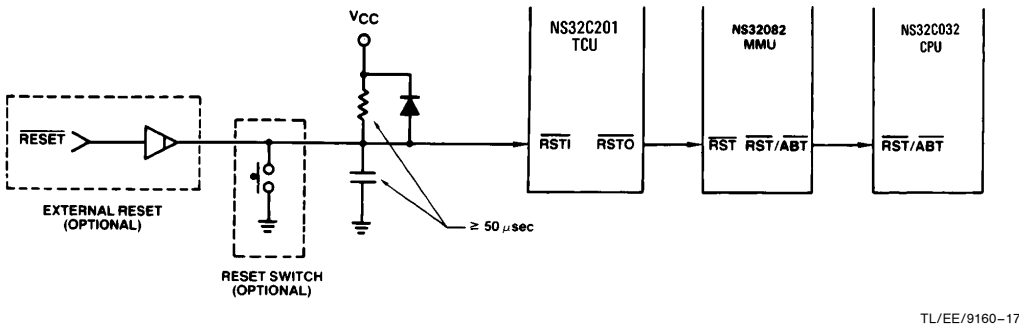 VCC
NS32C201
TCU
NS32082
MMU
NS32C032
CPU
RESET
RSTI RSTO
RST RST/ABT
RST/ABT
EXTERNAL RESET
(OPTIONAL)
≥ 50 μsec
RESET SWITCH
(OPTIONAL)
TL/EE/9160–17